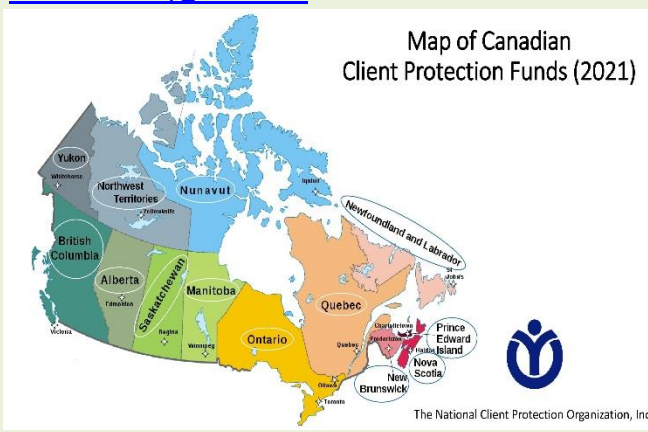 Map of Canadian
Client Protection Funds (2021)
Yukon
Whitehorse
Northwest
Territories
Yellowknife
Nunavut
Iqaluit
Newfoundland and Labrador
St
John's
British
Columbia
Victoria
Alberta
Edmonton
Saskatchewan
Regina
Manitoba
Winnipeg
Ontario
Ottawa
Toronto
Quebec
Quebec
Charlottetown
Prince
Edward
Island
Fredericton
Halifax
Nova
Scotia
New
Brunswick
The National Client Protection Organization, Inc